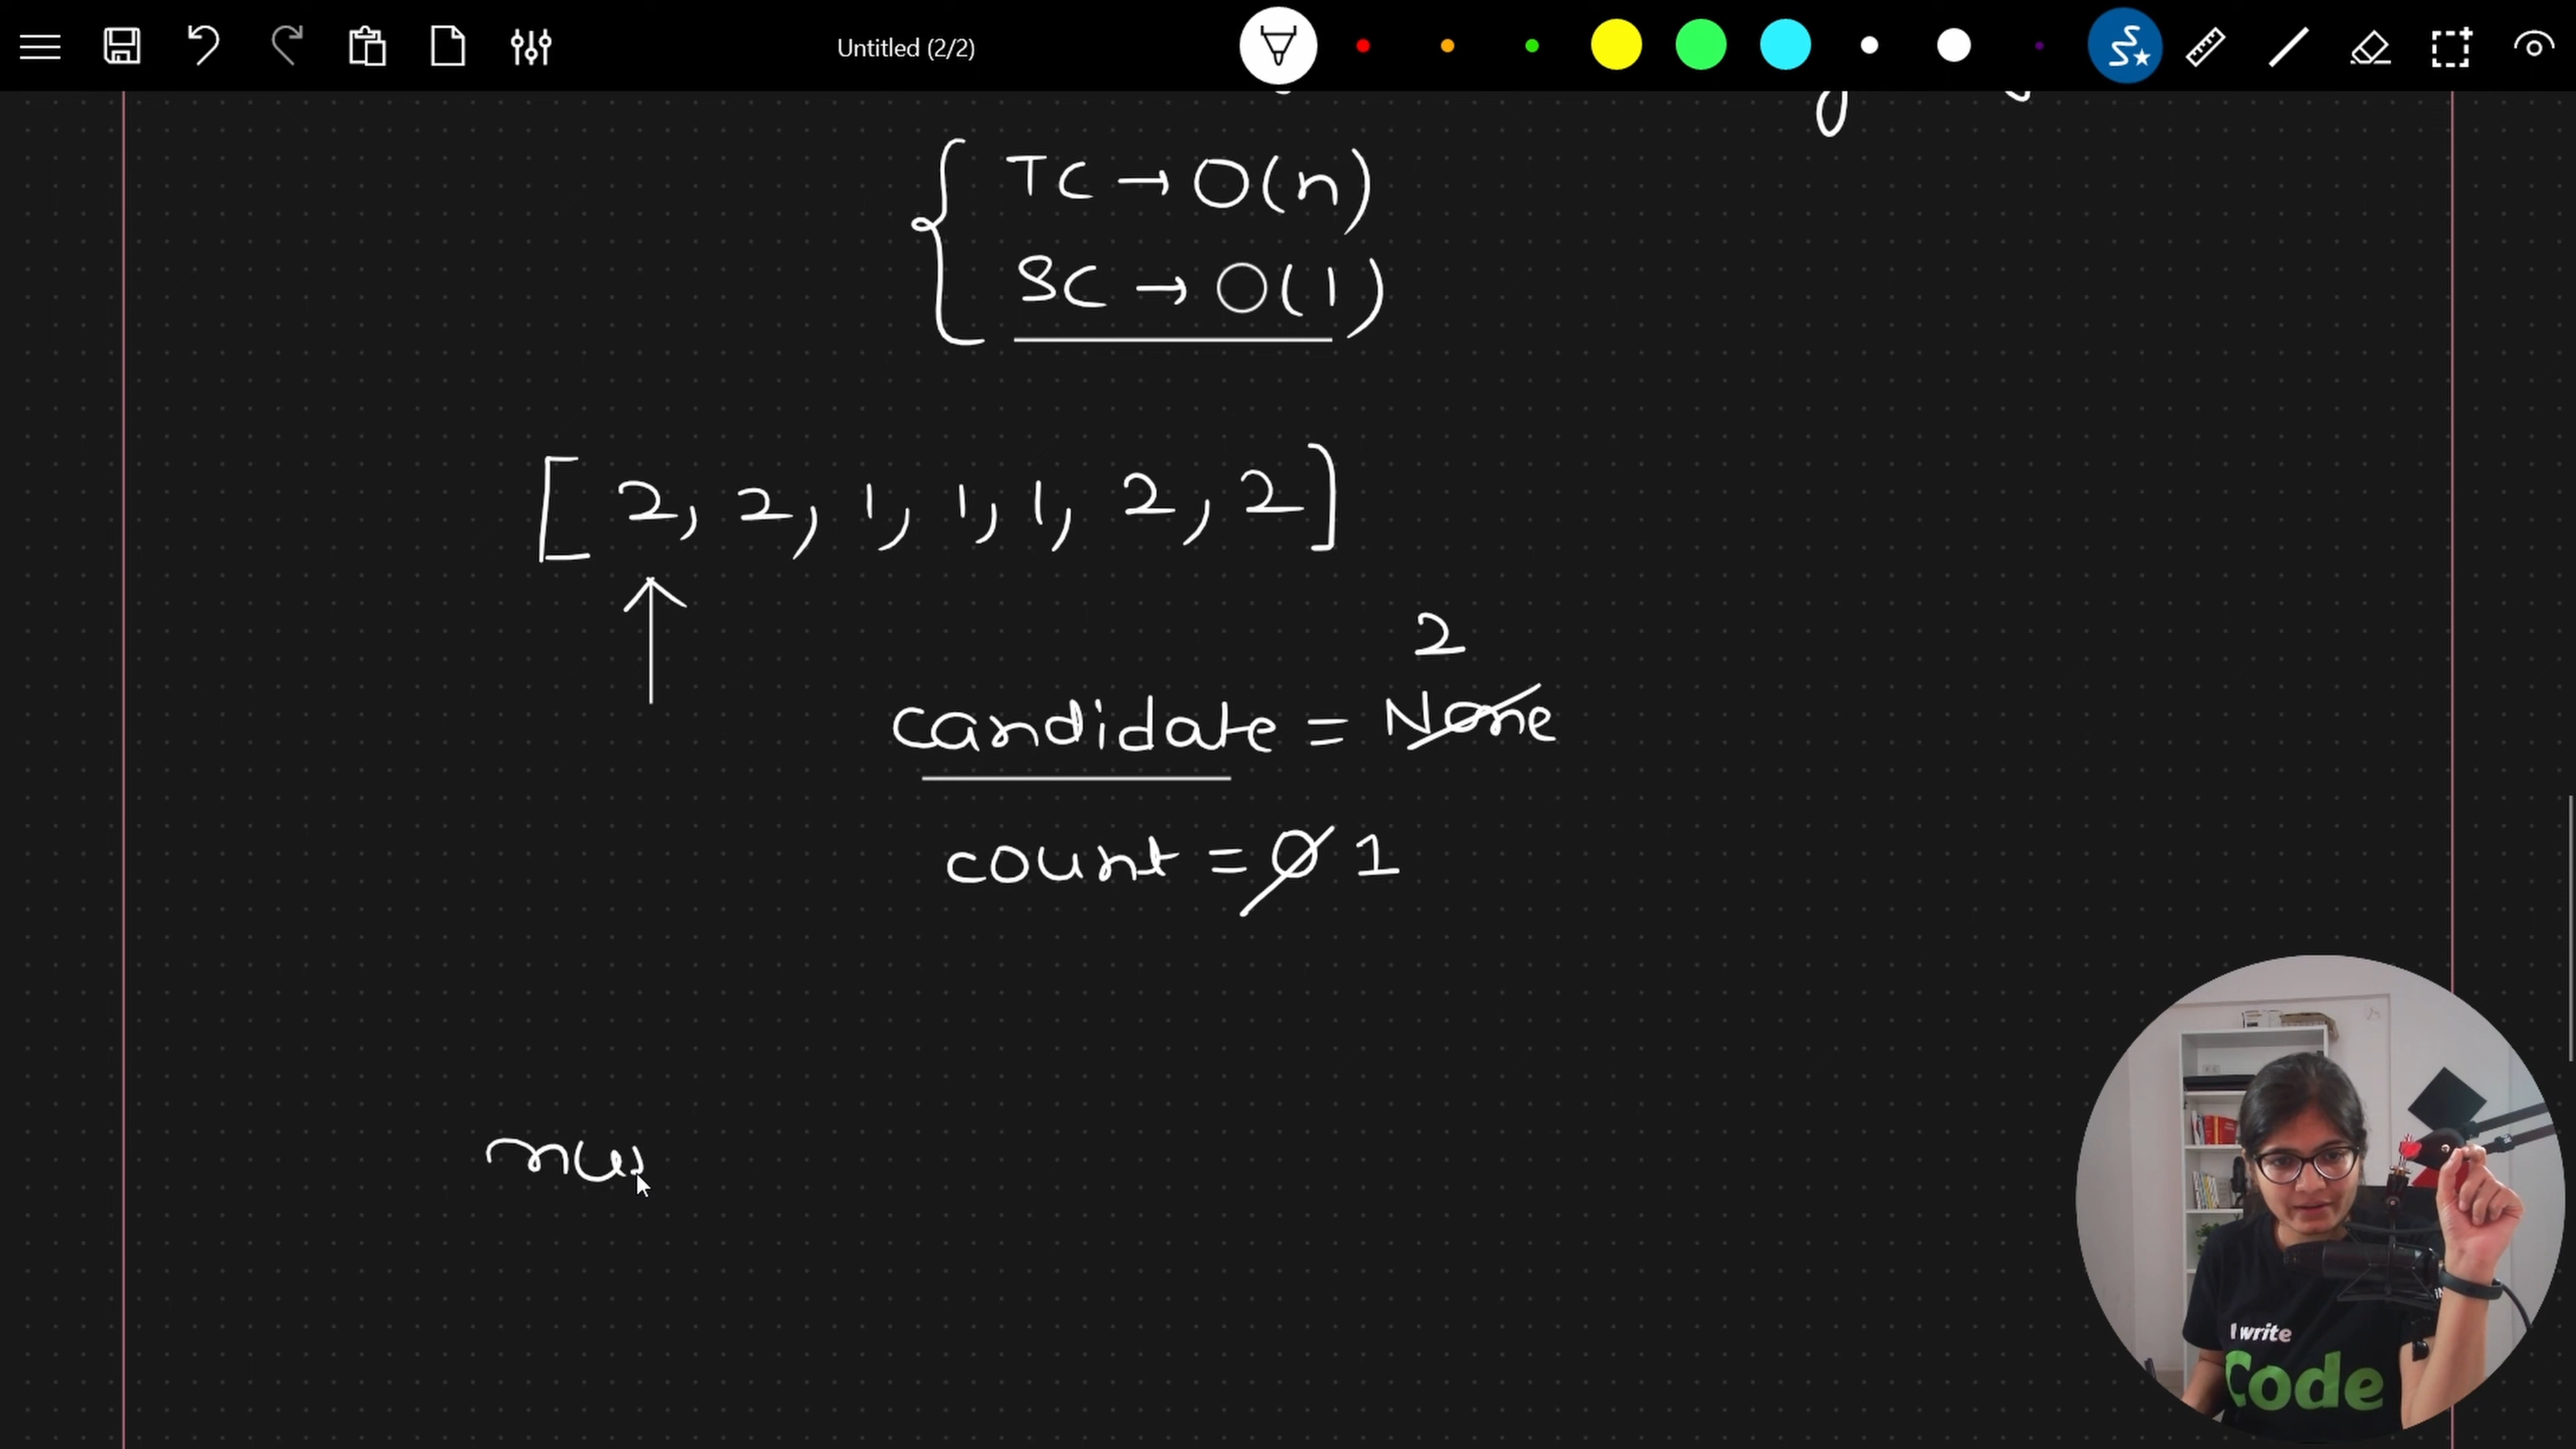 Untitled (2/2)
TC → O(n)
SC → O(1)
[ 2, 2, 1, 1, 1, 2, 2]
2
candidate = None
count = 0 1
I write
Code